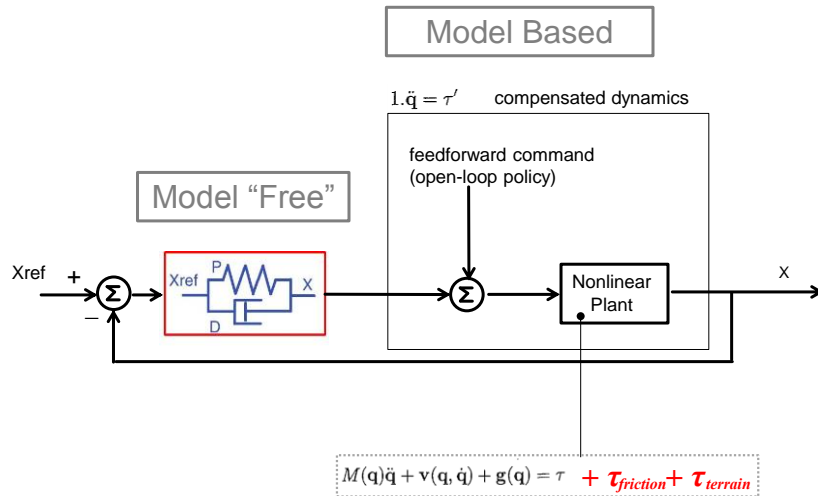 Model Based
1.q̈ = τ′ compensated dynamics
feedforward command
(open-loop policy)
Model "Free"
Xref + Σ
−
P
Xref X
D
Σ
Nonlinear
Plant
X
M(q)q̈ + v(q, q̇) + g(q) = τ + τfriction + τterrain